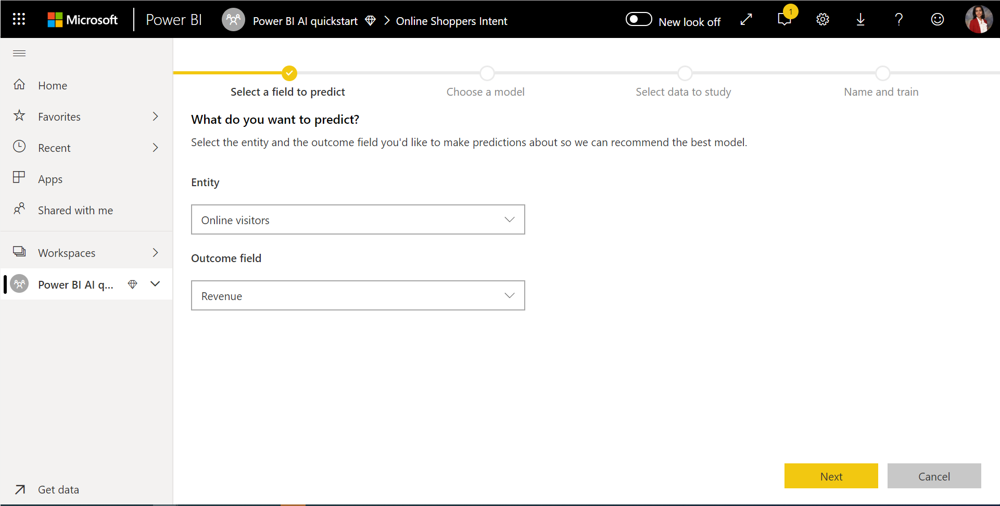 Microsoft Power BI Power BI AI quickstart Online Shoppers Intent New look off 1 ?
Home
Favorites
Recent
Apps
Shared with me
Workspaces
Power BI AI q...
Get data
Select a field to predict
Choose a model
Select data to study
Name and train
What do you want to predict?
Select the entity and the outcome field you'd like to make predictions about so we can recommend the best model.
Entity
Online visitors
Outcome field
Revenue
Next
Cancel